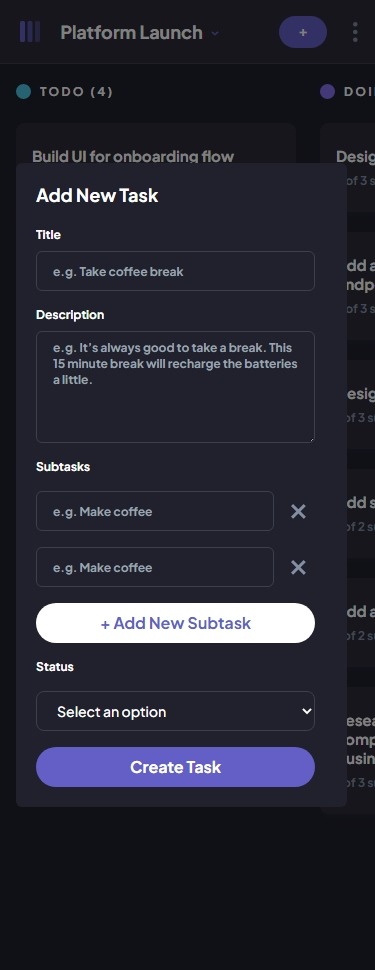 Platform Launch
+
TODO (4)
DOI
Build UI for onboarding flow
Desig
of 3 s
Add New Task
Title
e.g. Take coffee break
Description
e.g. It's always good to take a break. This
15 minute break will recharge the batteries
a little.
Subtasks
e.g. Make coffee
e.g. Make coffee
+ Add New Subtask
Status
Select an option
Create Task
dd a
ndp
of 3 s
esig
of 3 s
dd s
of 2 s
dd a
of 2 s
esea
omp
usin
of 3 s